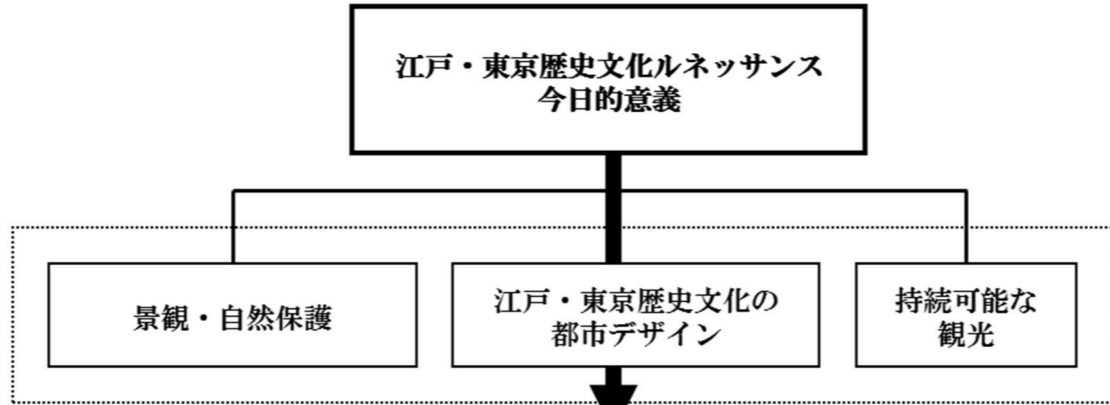 江戸・東京歴史文化ルネッサンス
今日的意義
景観・自然保護
江戸・東京歴史文化の
都市デザイン
持続可能な
観光